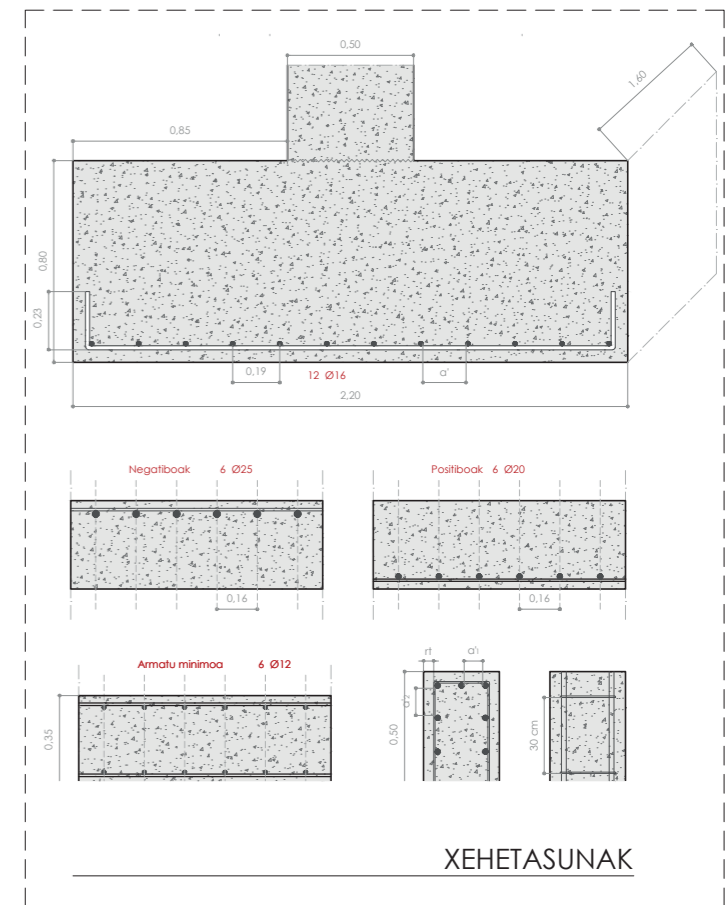 0,50
1,60
0,85
0,80
0,23
0,19 12 Ø16 a'
2,20
Negatiboak 6 Ø25
Positiboak 6 Ø20
0,16
0,16
Armatu minimoa 6 Ø12
rt a'1
a'2
0,35
0,50
30 cm
XEHETASUNAK